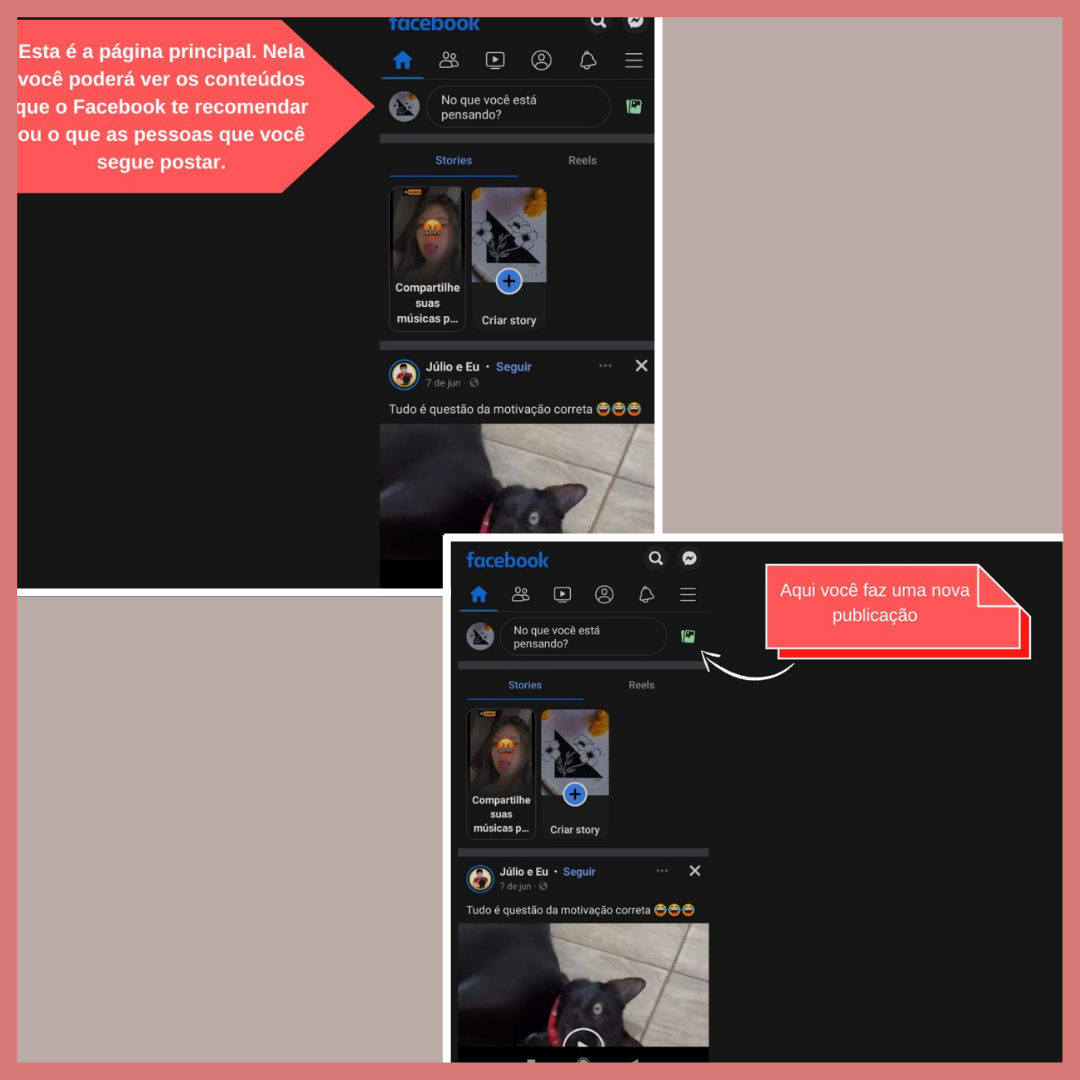 Esta é a página principal. Nela
você poderá ver os conteúdos
que o Facebook te recomendar
ou o que as pessoas que você
segue postar.
facebook
No que você está
pensando?
Stories
Reels
Compartilhe
suas
músicas p...
Criar story
Júlio e Eu • Seguir
7 de jun ·
Tudo é questão da motivação correta 😂😂😂
facebook
No que você está
pensando?
Stories
Reels
Compartilhe
suas
músicas p...
Criar story
Júlio e Eu • Seguir
7 de jun ·
Tudo é questão da motivação correta 😂😂😂
Aqui você faz uma nova
publicação